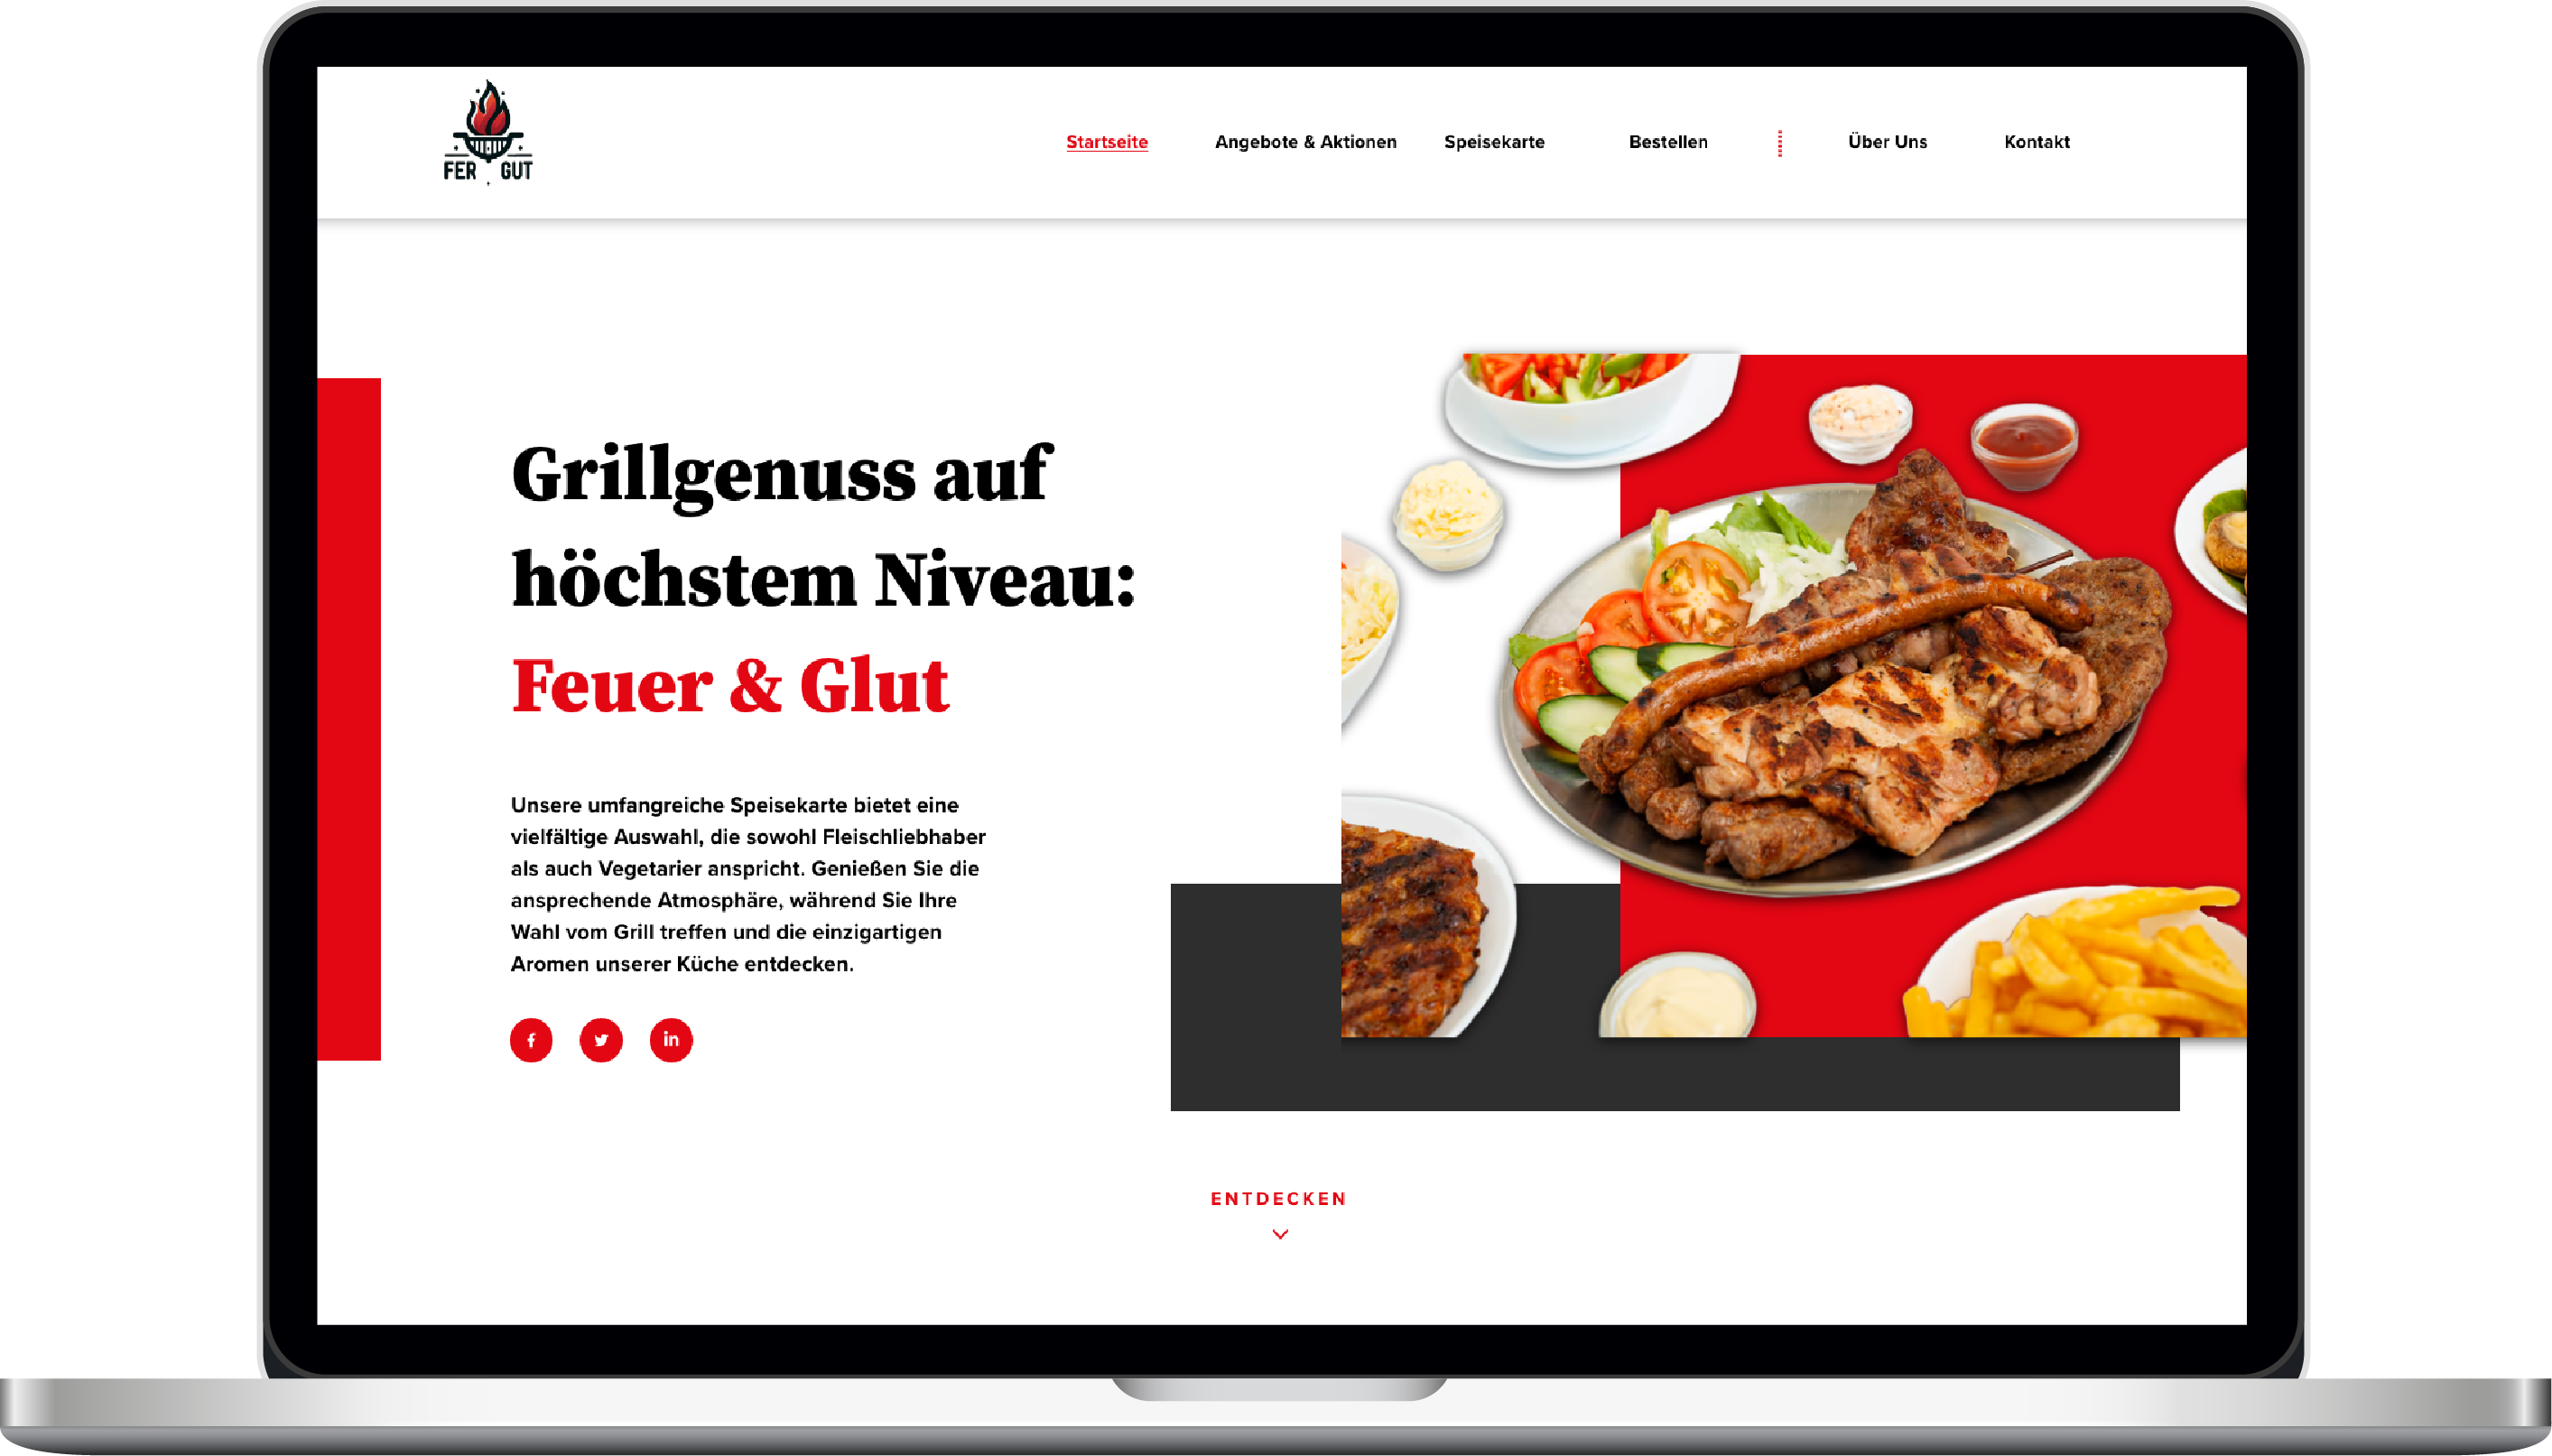 FER GUT
Startseite Angebote & Aktionen Speisekarte Bestellen Über Uns Kontakt
Grillgenuss auf
höchstem Niveau:
Feuer & Glut
Unsere umfangreiche Speisekarte bietet eine
vielfältige Auswahl, die sowohl Fleischliebhaber
als auch Vegetarier anspricht. Genießen Sie die
ansprechende Atmosphäre, während Sie Ihre
Wahl vom Grill treffen und die einzigartigen
Aromen unserer Küche entdecken.
f in
ENTDECKEN